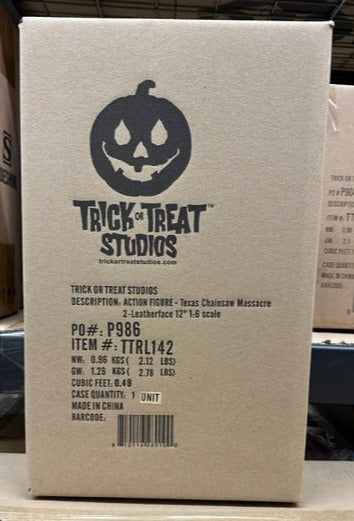 TRICK OR TREAT™
STUDIOS
trickortreatstudios.com
TRICK OR TREAT STUDIOS
DESCRIPTION: ACTION FIGURE - Texas Chainsaw Massacre
2-Leatherface 12" 1:6 scale
PO#: P986
ITEM #: TTRL142
NW: 0.96 KGS( 2.12 LBS)
GW: 1.26 KGS( 2.78 LBS)
CUBIC FEET: 0.49
CASE QUANTITY: 1 UNIT
MADE IN CHINA
BARCODE: